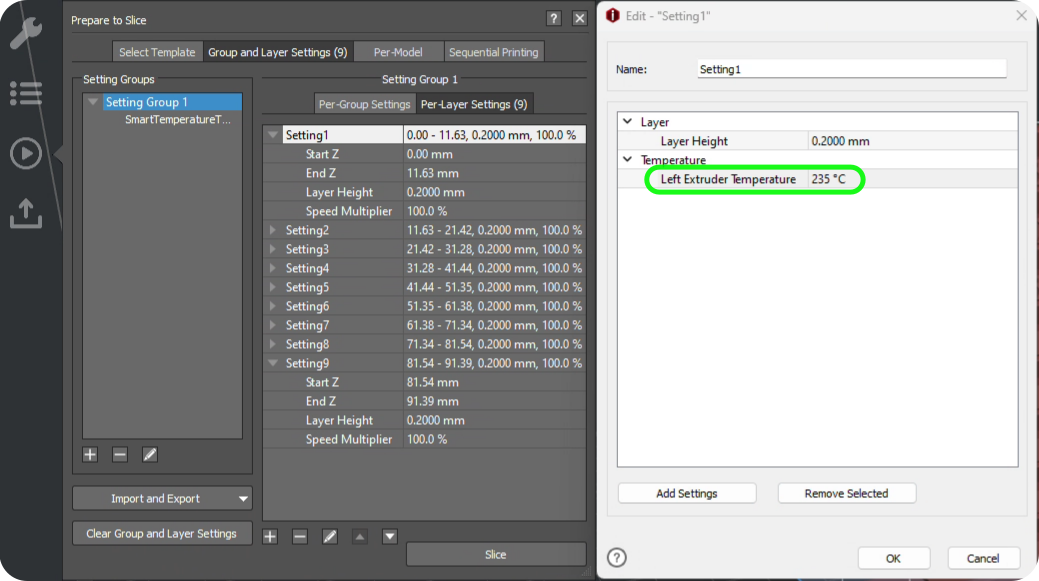 Prepare to Slice
?
Select Template
Group and Layer Settings (9)
Per-Model
Sequential Printing
Setting Groups
Setting Group 1
SmartTemperatureT...
Import and Export
Clear Group and Layer Settings
Setting Group 1
Per-Group Settings
Per-Layer Settings (9)
Setting1 0.00 - 11.63, 0.2000 mm, 100.0 %
Start Z 0.00 mm
End Z 11.63 mm
Layer Height 0.2000 mm
Speed Multiplier 100.0 %
Setting2 11.63 - 21.42, 0.2000 mm, 100.0 %
Setting3 21.42 - 31.28, 0.2000 mm, 100.0 %
Setting4 31.28 - 41.44, 0.2000 mm, 100.0 %
Setting5 41.44 - 51.35, 0.2000 mm, 100.0 %
Setting6 51.35 - 61.38, 0.2000 mm, 100.0 %
Setting7 61.38 - 71.34, 0.2000 mm, 100.0 %
Setting8 71.34 - 81.54, 0.2000 mm, 100.0 %
Setting9 81.54 - 91.39, 0.2000 mm, 100.0 %
Start Z 81.54 mm
End Z 91.39 mm
Layer Height 0.2000 mm
Speed Multiplier 100.0 %
Slice
Edit - "Setting1"
Name: Setting1
Layer
Layer Height 0.2000 mm
Temperature
Left Extruder Temperature 235 °C
Add Settings
Remove Selected
?
OK
Cancel